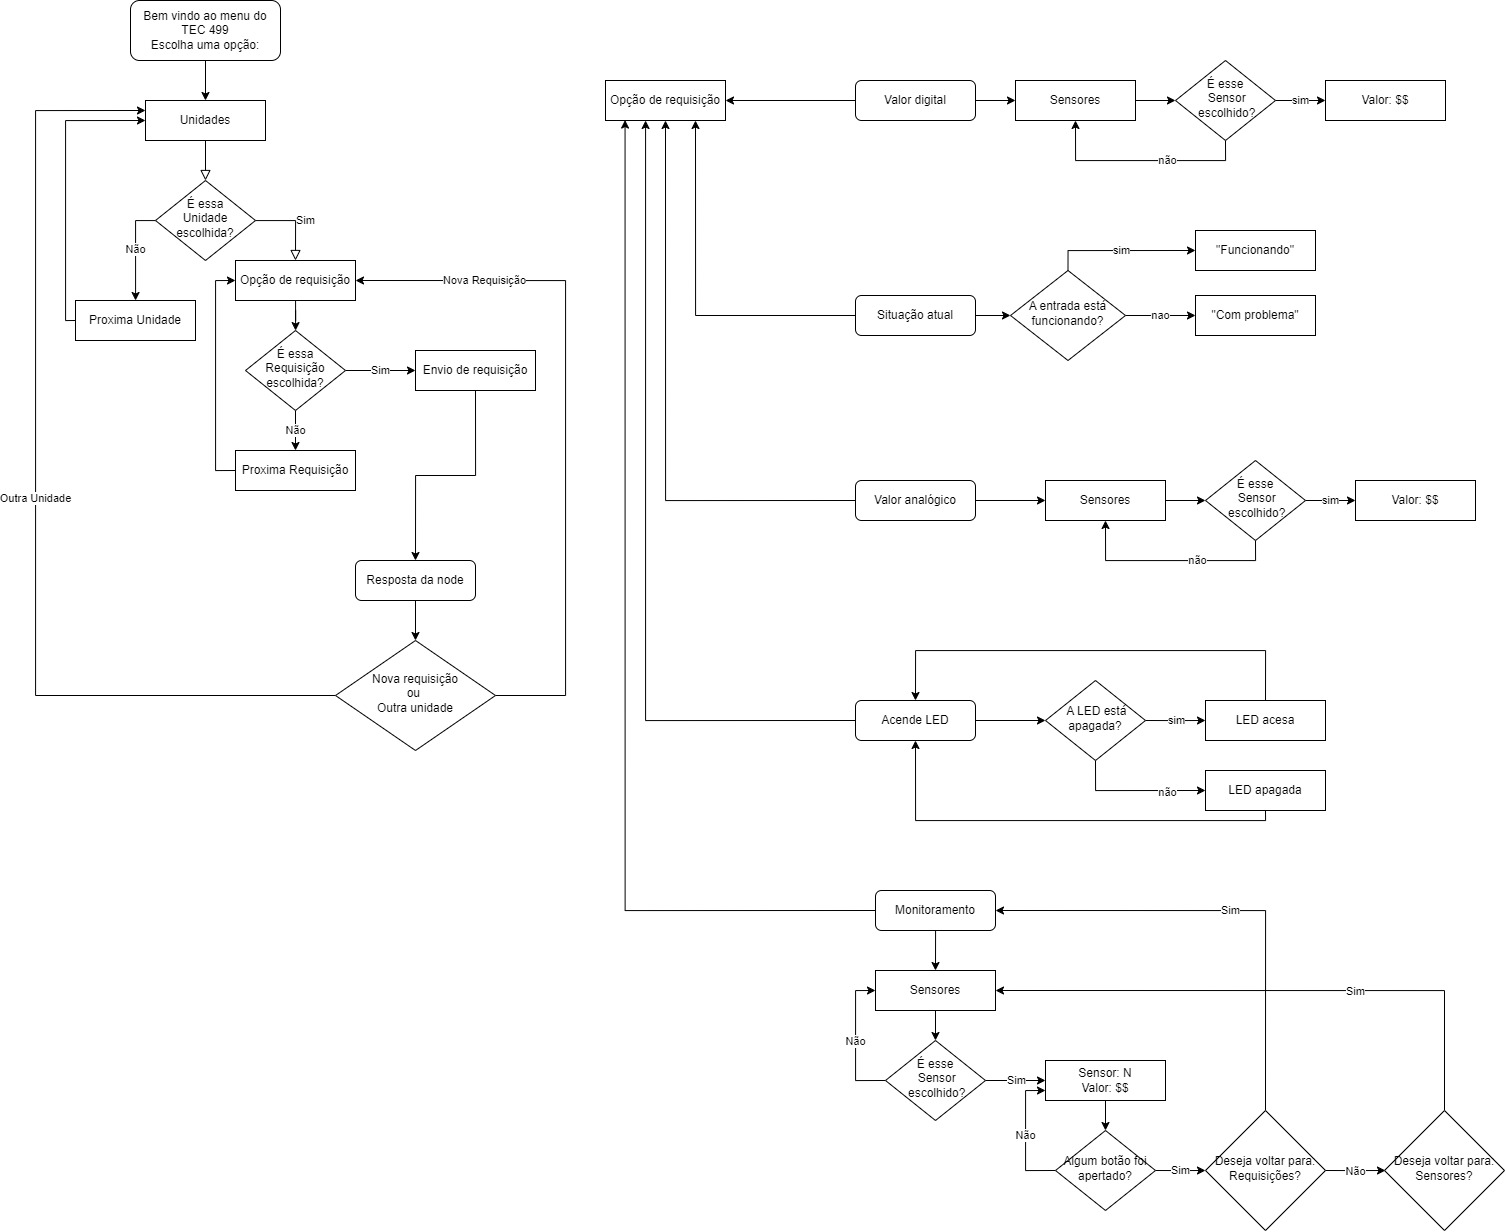 Bem vindo ao menu do
TEC 499
Escolha uma opção:
Unidades
É essa
Unidade
escolhida?
Sim
Não
Proxima Unidade
Opção de requisição
Nova Requisição
É essa
Requisição
escolhida?
Sim
Envio de requisição
Não
Proxima Requisição
Outra Unidade
Resposta da node
Nova requisição
ou
Outra unidade
Opção de requisição
Valor digital
Sensores
É esse
Sensor
escolhido?
sim
Valor: $$
não
Situação atual
A entrada está
funcionando?
sim
"Funcionando"
nao
"Com problema"
Valor analógico
Sensores
É esse
Sensor
escolhido?
sim
Valor: $$
não
Acende LED
A LED está
apagada?
sim
LED acesa
não
LED apagada
Monitoramento
Sim
Sensores
Sim
Não
É esse
Sensor
escolhido?
Sim
Sensor: N
Valor: $$
Não
Algum botão foi
apertado?
Sim
Deseja voltar para:
Requisições?
Não
Deseja voltar para:
Sensores?